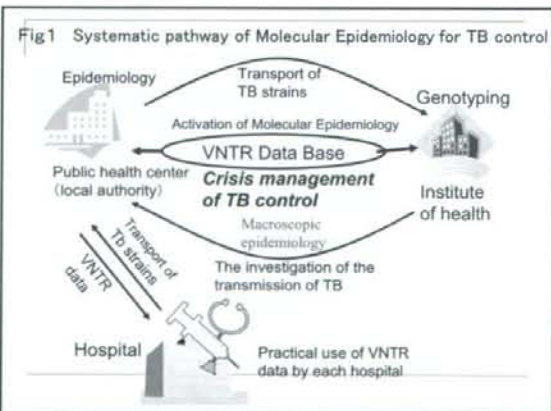 Fig1 Systematic pathway of Molecular Epidemiology for TB control
Epidemiology
Transport of
TB strains
Genotyping
Activation of Molecular Epidemiology
VNTR Data Base
Public health center
(local authority)
Crisis management
of TB control
Institute
of health
Macroscopic
epidemiology
Transport of
Tb strains
VNTR
data
The investigation of the
transmission of TB
Hospital
Practical use of VNTR
data by each hospital